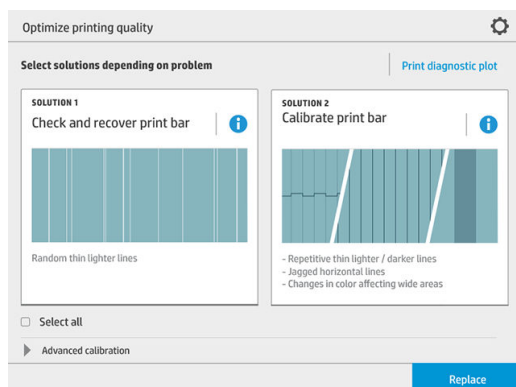 Optimize printing quality
Select solutions depending on problem
Print diagnostic plot
SOLUTION 1
Check and recover print bar
Random thin lighter lines
SOLUTION 2
Calibrate print bar
- Repetitive thin lighter / darker lines
- Jagged horizontal lines
- Changes in color affecting wide areas
Select all
Advanced calibration
Replace